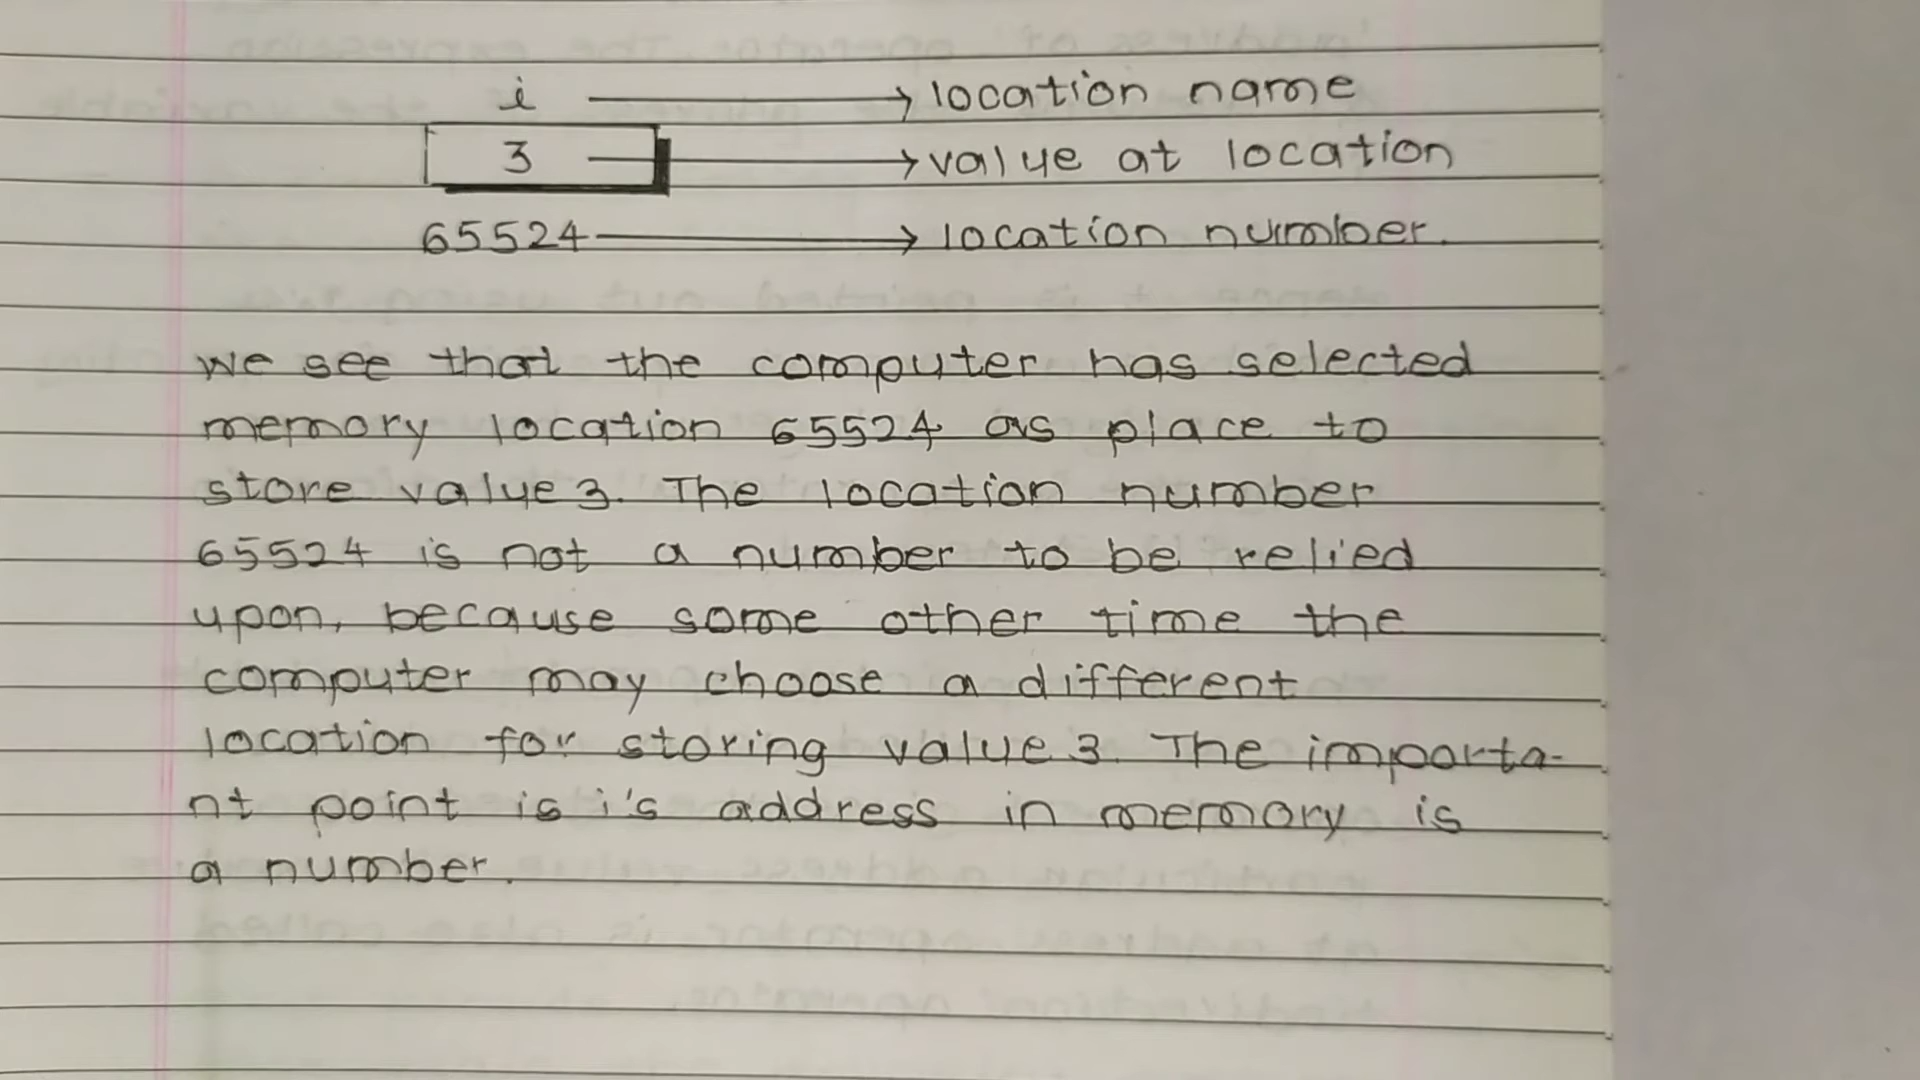 i → location name
3 → value at location
65524 → location number.
we see that the computer has selected
memory location 65524 as place to
store value 3. The location number
65524 is not a number to be relied
upon, because some other time the
computer may choose a different
location for storing value 3. The importa-
nt point is i's address in memory is
a number.